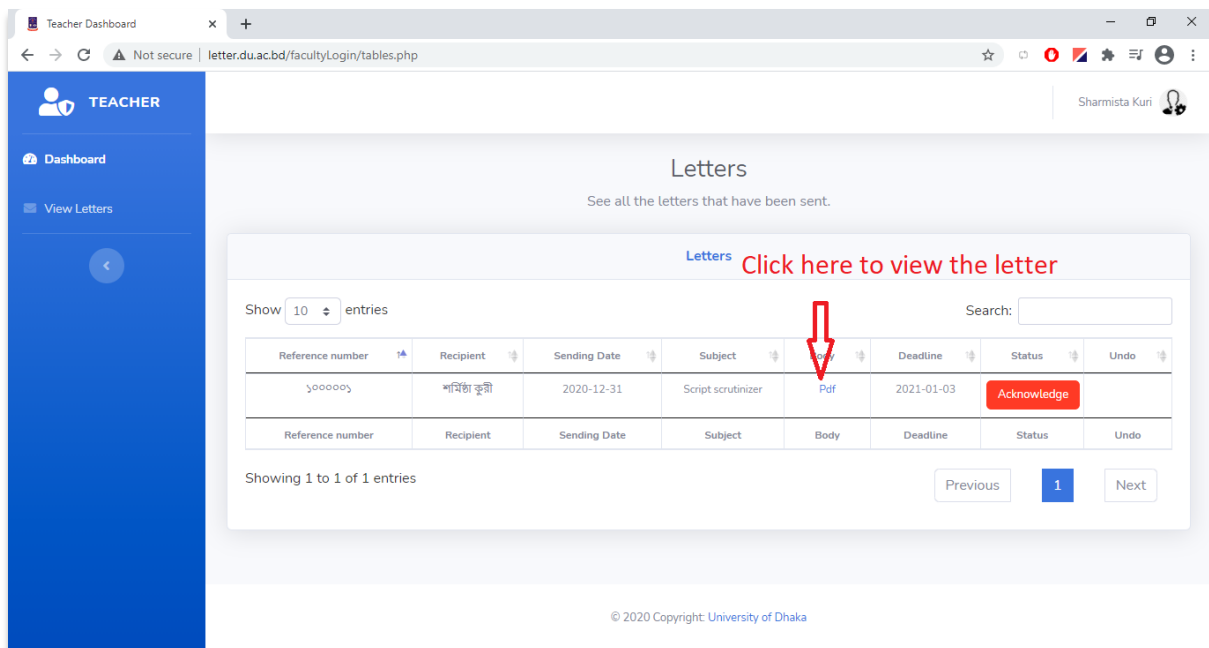 Teacher Dashboard
Not secure | letter.du.ac.bd/facultyLogin/tables.php
TEACHER
Sharmista Kuri
Dashboard
View Letters
Letters
See all the letters that have been sent.
Letters
Click here to view the letter
Show 10 entries
Search:
Reference number Recipient Sending Date Subject Body Deadline Status Undo
১০০০০০১ শর্মিষ্ঠা কুরী 2020-12-31 Script scrutinizer Pdf 2021-01-03 Acknowledge
Reference number Recipient Sending Date Subject Body Deadline Status Undo
Showing 1 to 1 of 1 entries
Previous 1 Next
© 2020 Copyright: University of Dhaka